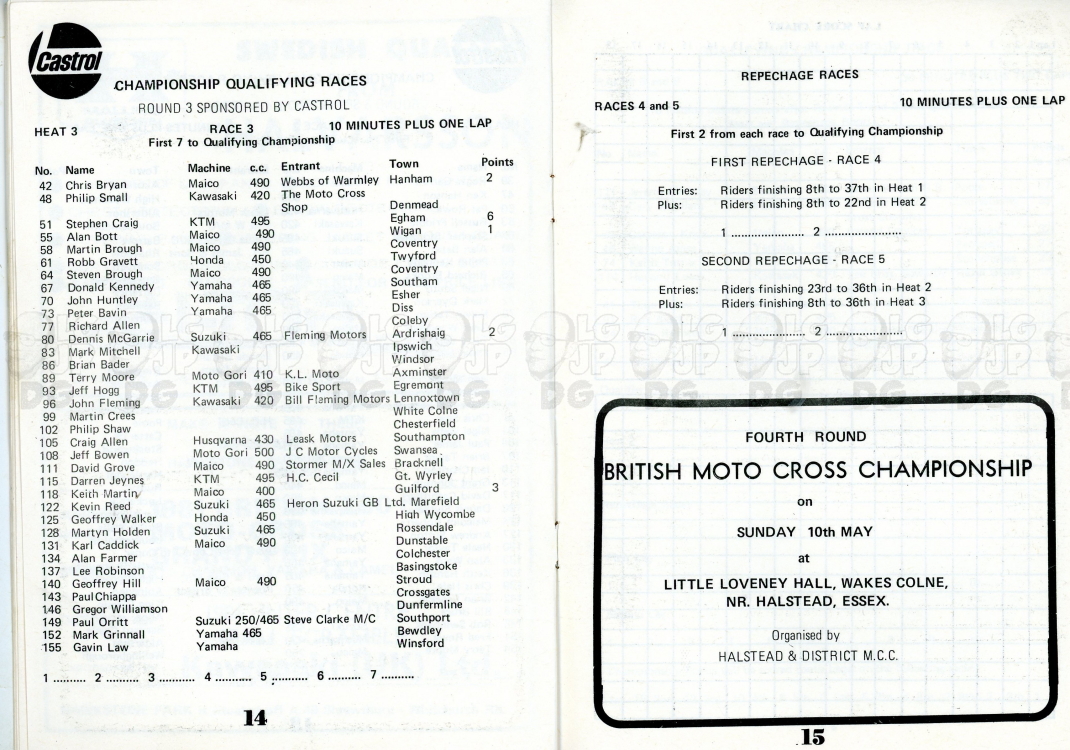 Castrol
CHAMPIONSHIP QUALIFYING RACES
ROUND 3 SPONSORED BY CASTROL
HEAT 3 RACE 3 10 MINUTES PLUS ONE LAP
First 7 to Qualifying Championship
No. Name Machine c.c. Entrant Town Points
42 Chris Bryan Maico 490 Webbs of Warmley Hanham 2
48 Philip Small Kawasaki 420 The Moto Cross
Shop Denmead
51 Stephen Craig KTM 495 Egham 6
55 Alan Bott Maico 490 Wigan 1
58 Martin Brough Maico 490 Coventry
61 Robb Gravett Honda 450 Twyford
64 Steven Brough Maico 490 Coventry
67 Donald Kennedy Yamaha 465 Southam
70 John Huntley Yamaha 465 Esher
73 Peter Bavin Yamaha 465 Diss
77 Richard Allen Coleby
80 Dennis McGarrie Suzuki 465 Fleming Motors Ardrishaig 2
83 Mark Mitchell Kawasaki Ipswich
86 Brian Bader Windsor
89 Terry Moore Moto Gori 410 K.L. Moto Axminster
93 Jeff Hogg KTM 495 Bike Sport Egremont
96 John Fleming Kawasaki 420 Bill Flaming Motors Lennoxtown
99 Martin Crees White Colne
102 Philip Shaw Chesterfield
105 Craig Allen Husqvarna 430 Leask Motors Southampton
108 Jeff Bowen Moto Gori 500 J C Motor Cycles Swansea
111 David Grove Maico 490 Stormer M/X Sales Bracknell
115 Darren Jeynes KTM 495 H.C. Cecil Gt. Wyrley
118 Keith Martin Maico 400 Guilford 3
122 Kevin Reed Suzuki 465 Heron Suzuki GB Ltd. Marefield
125 Geoffrey Walker Honda 450 High Wycombe
128 Martyn Holden Suzuki 465 Rossendale
131 Karl Caddick Maico 490 Dunstable
134 Alan Farmer Colchester
137 Lee Robinson Basingstoke
140 Geoffrey Hill Maico 490 Stroud
143 Paul Chiappa Crossgates
146 Gregor Williamson Dunfermline
149 Paul Orritt Suzuki 250/465 Steve Clarke M/C Southport
152 Mark Grinnall Yamaha 465 Bewdley
155 Gavin Law Yamaha Winsford
1 .......... 2 .......... 3 ........... 4 ........... 5 ........... 6 .......... 7 ..........
14
REPECHAGE RACES
RACES 4 and 5 10 MINUTES PLUS ONE LAP
First 2 from each race to Qualifying Championship
FIRST REPECHAGE - RACE 4
Entries: Riders finishing 8th to 37th in Heat 1
Plus: Riders finishing 8th to 22nd in Heat 2
1 ...................... 2 .......................
SECOND REPECHAGE - RACE 5
Entries: Riders finishing 23rd to 36th in Heat 2
Plus: Riders finishing 8th to 36th in Heat 3
1 ...................... 2 .......................
FOURTH ROUND
BRITISH MOTO CROSS CHAMPIONSHIP
on
SUNDAY 10th MAY
at
LITTLE LOVENEY HALL, WAKES COLNE,
NR. HALSTEAD, ESSEX.
Organised by
HALSTEAD & DISTRICT M.C.C.
15